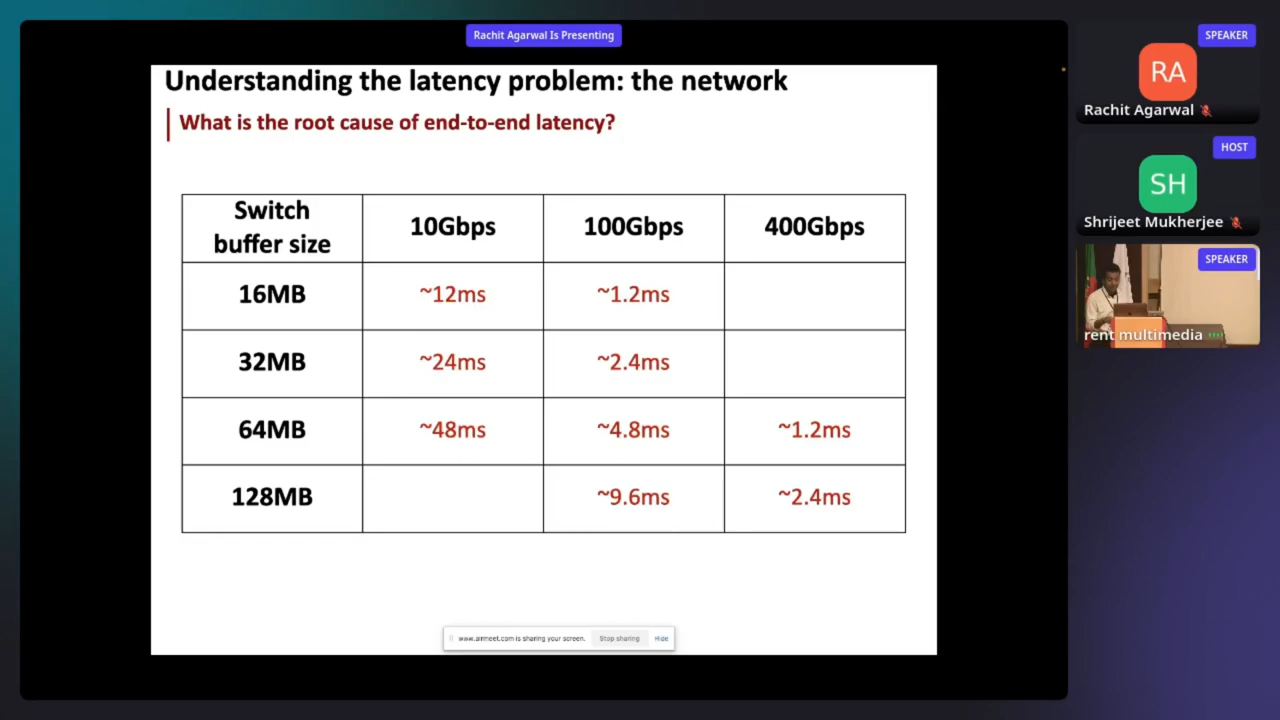 Rachit Agarwal Is Presenting
Understanding the latency problem: the network
What is the root cause of end-to-end latency?
Switch buffer size 10Gbps 100Gbps 400Gbps
16MB ~12ms ~1.2ms
32MB ~24ms ~2.4ms
64MB ~48ms ~4.8ms ~1.2ms
128MB ~9.6ms ~2.4ms
www.airmeet.com is sharing your screen. Stop sharing Hide
SPEAKER
RA
Rachit Agarwal
HOST
SH
Shrijeet Mukherjee
SPEAKER
rent multimedia